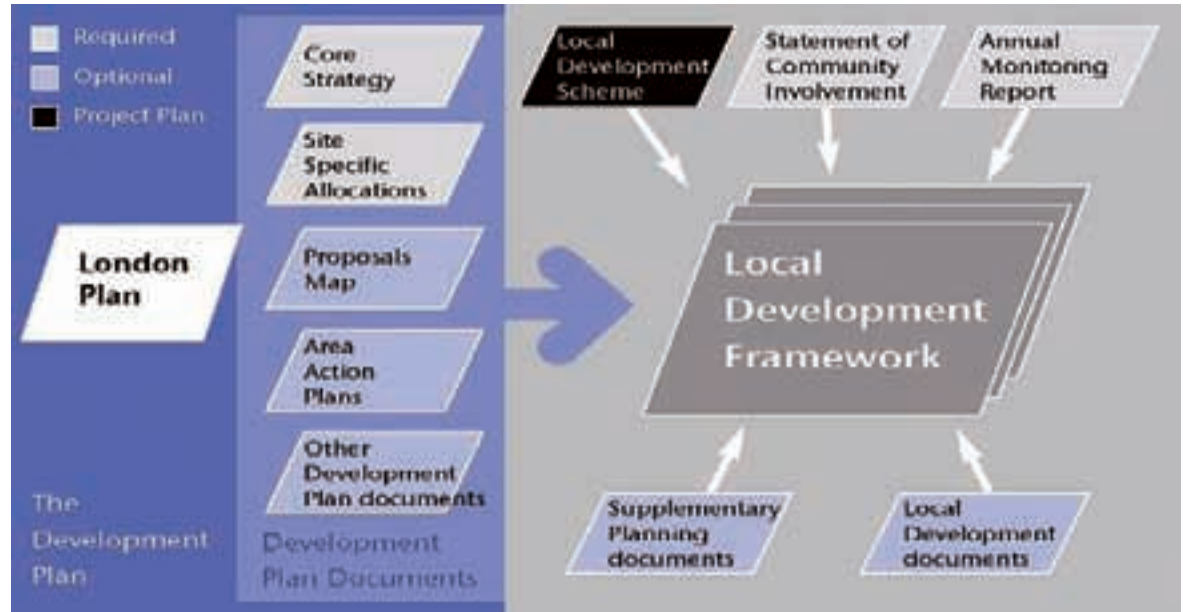 Required
Optional
Project Plan
London
Plan
The
Development
Plan
Core
Strategy
Site
Specific
Allocations
Proposals
Map
Area
Action
Plans
Other
Development
Plan documents
Development
Plan Documents
Local
Development
Scheme
Statement of
Community
Involvement
Annual
Monitoring
Report
Local
Development
Framework
Supplementary
Planning
documents
Local
Development
documents